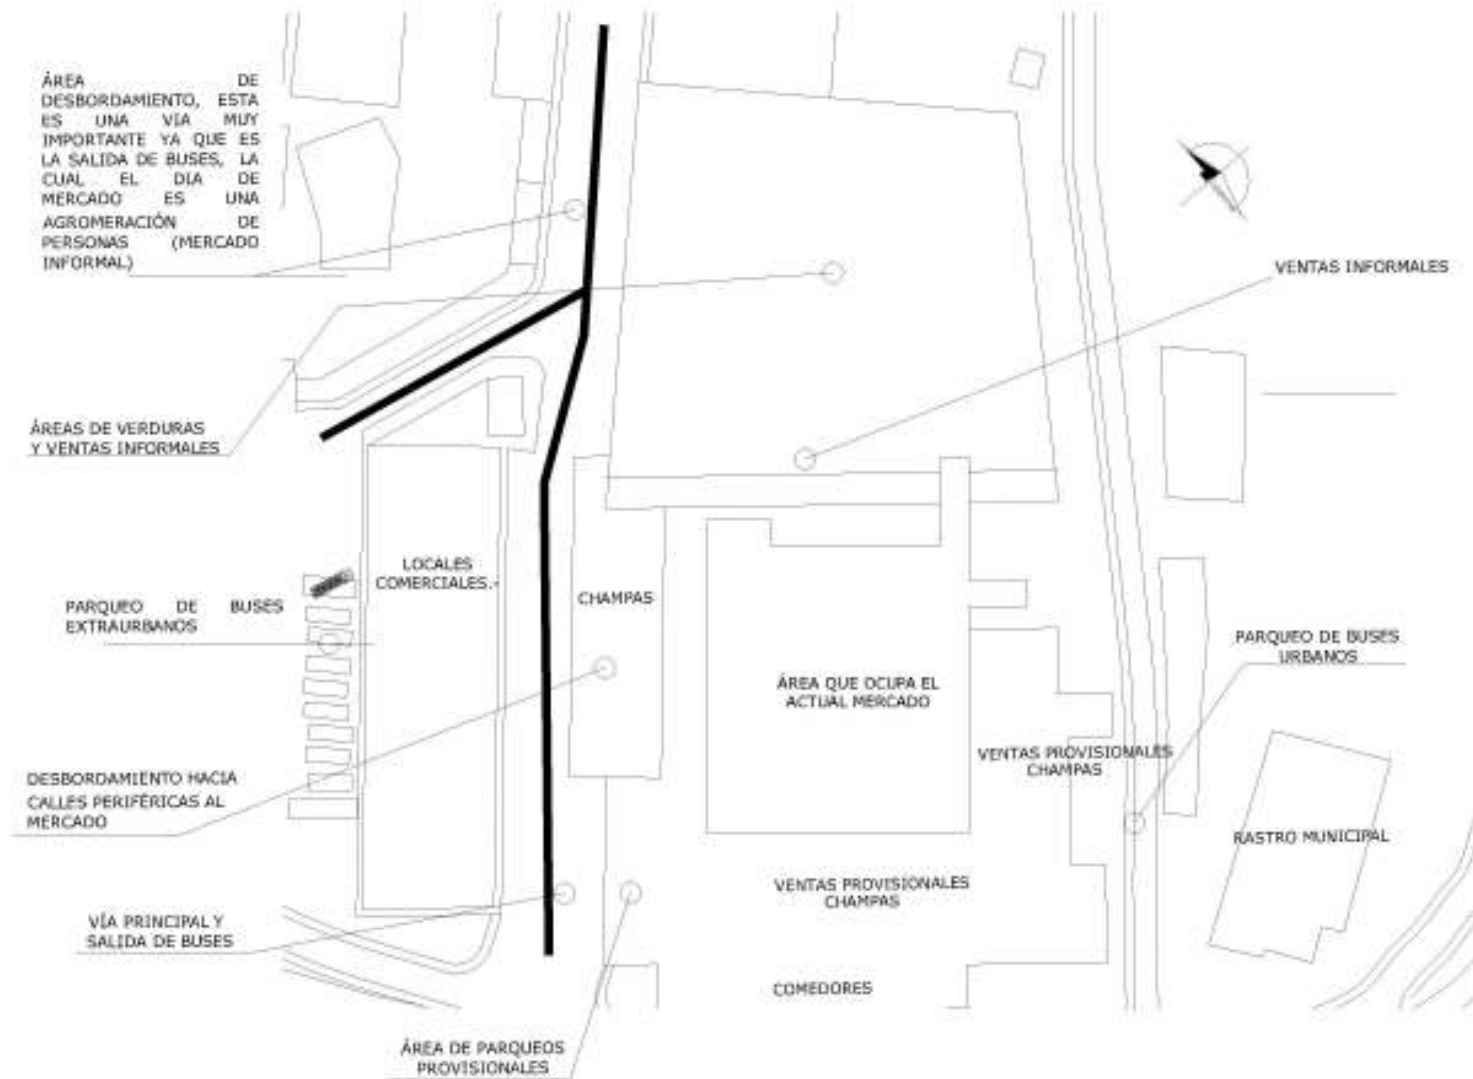 ÁREA DE
DESBORDAMIENTO, ESTA
ES UNA VIA MUY
IMPORTANTE YA QUE ES
LA SALIDA DE BUSES, LA
CUAL EL DIA DE
MERCADO ES UNA
AGROMERACIÓN DE
PERSONAS (MERCADO
INFORMAL)
VENTAS INFORMALES
ÁREAS DE VERDURAS
Y VENTAS INFORMALES
LOCALES
COMERCIALES.-
CHAMPAS
PARQUEO DE BUSES
EXTRAURBANOS
PARQUEO DE BUSES
URBANOS
ÁREA QUE OCUPA EL
ACTUAL MERCADO
VENTAS PROVISIONALES
CHAMPAS
DESBORDAMIENTO HACIA
CALLES PERIFÉRICAS AL
MERCADO
RASTRO MUNICIPAL
VENTAS PROVISIONALES
CHAMPAS
VÍA PRINCIPAL Y
SALIDA DE BUSES
COMEDORES
ÁREA DE PARQUEOS
PROVISIONALES